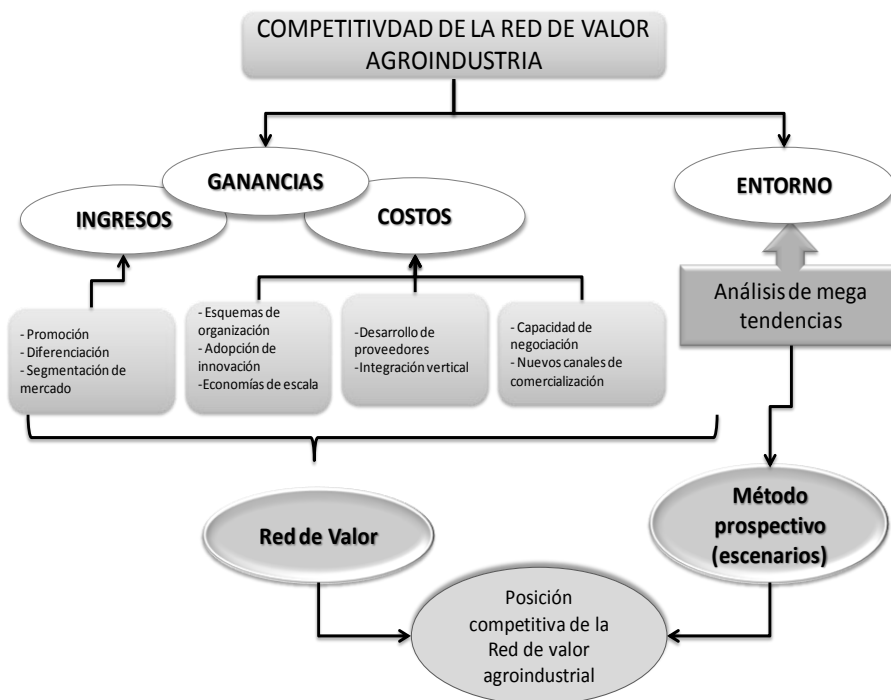 COMPETITIVDAD DE LA RED DE VALOR
AGROINDUSTRIA
GANANCIAS
ENTORNO
INGRESOS
COSTOS
Análisis de mega
tendencias
- Promoción
- Diferenciación
- Segmentación de
mercado
- Esquemas de
organización
- Adopción de
innovación
-Economías de escala
-Desarrollo de
proveedores
-Integración vertical
- Capacidad de
negociación
- Nuevos canales de
comercialización
Red de Valor
Método
prospectivo
(escenarios)
Posición
competitiva de la
Red de valor
agroindustrial